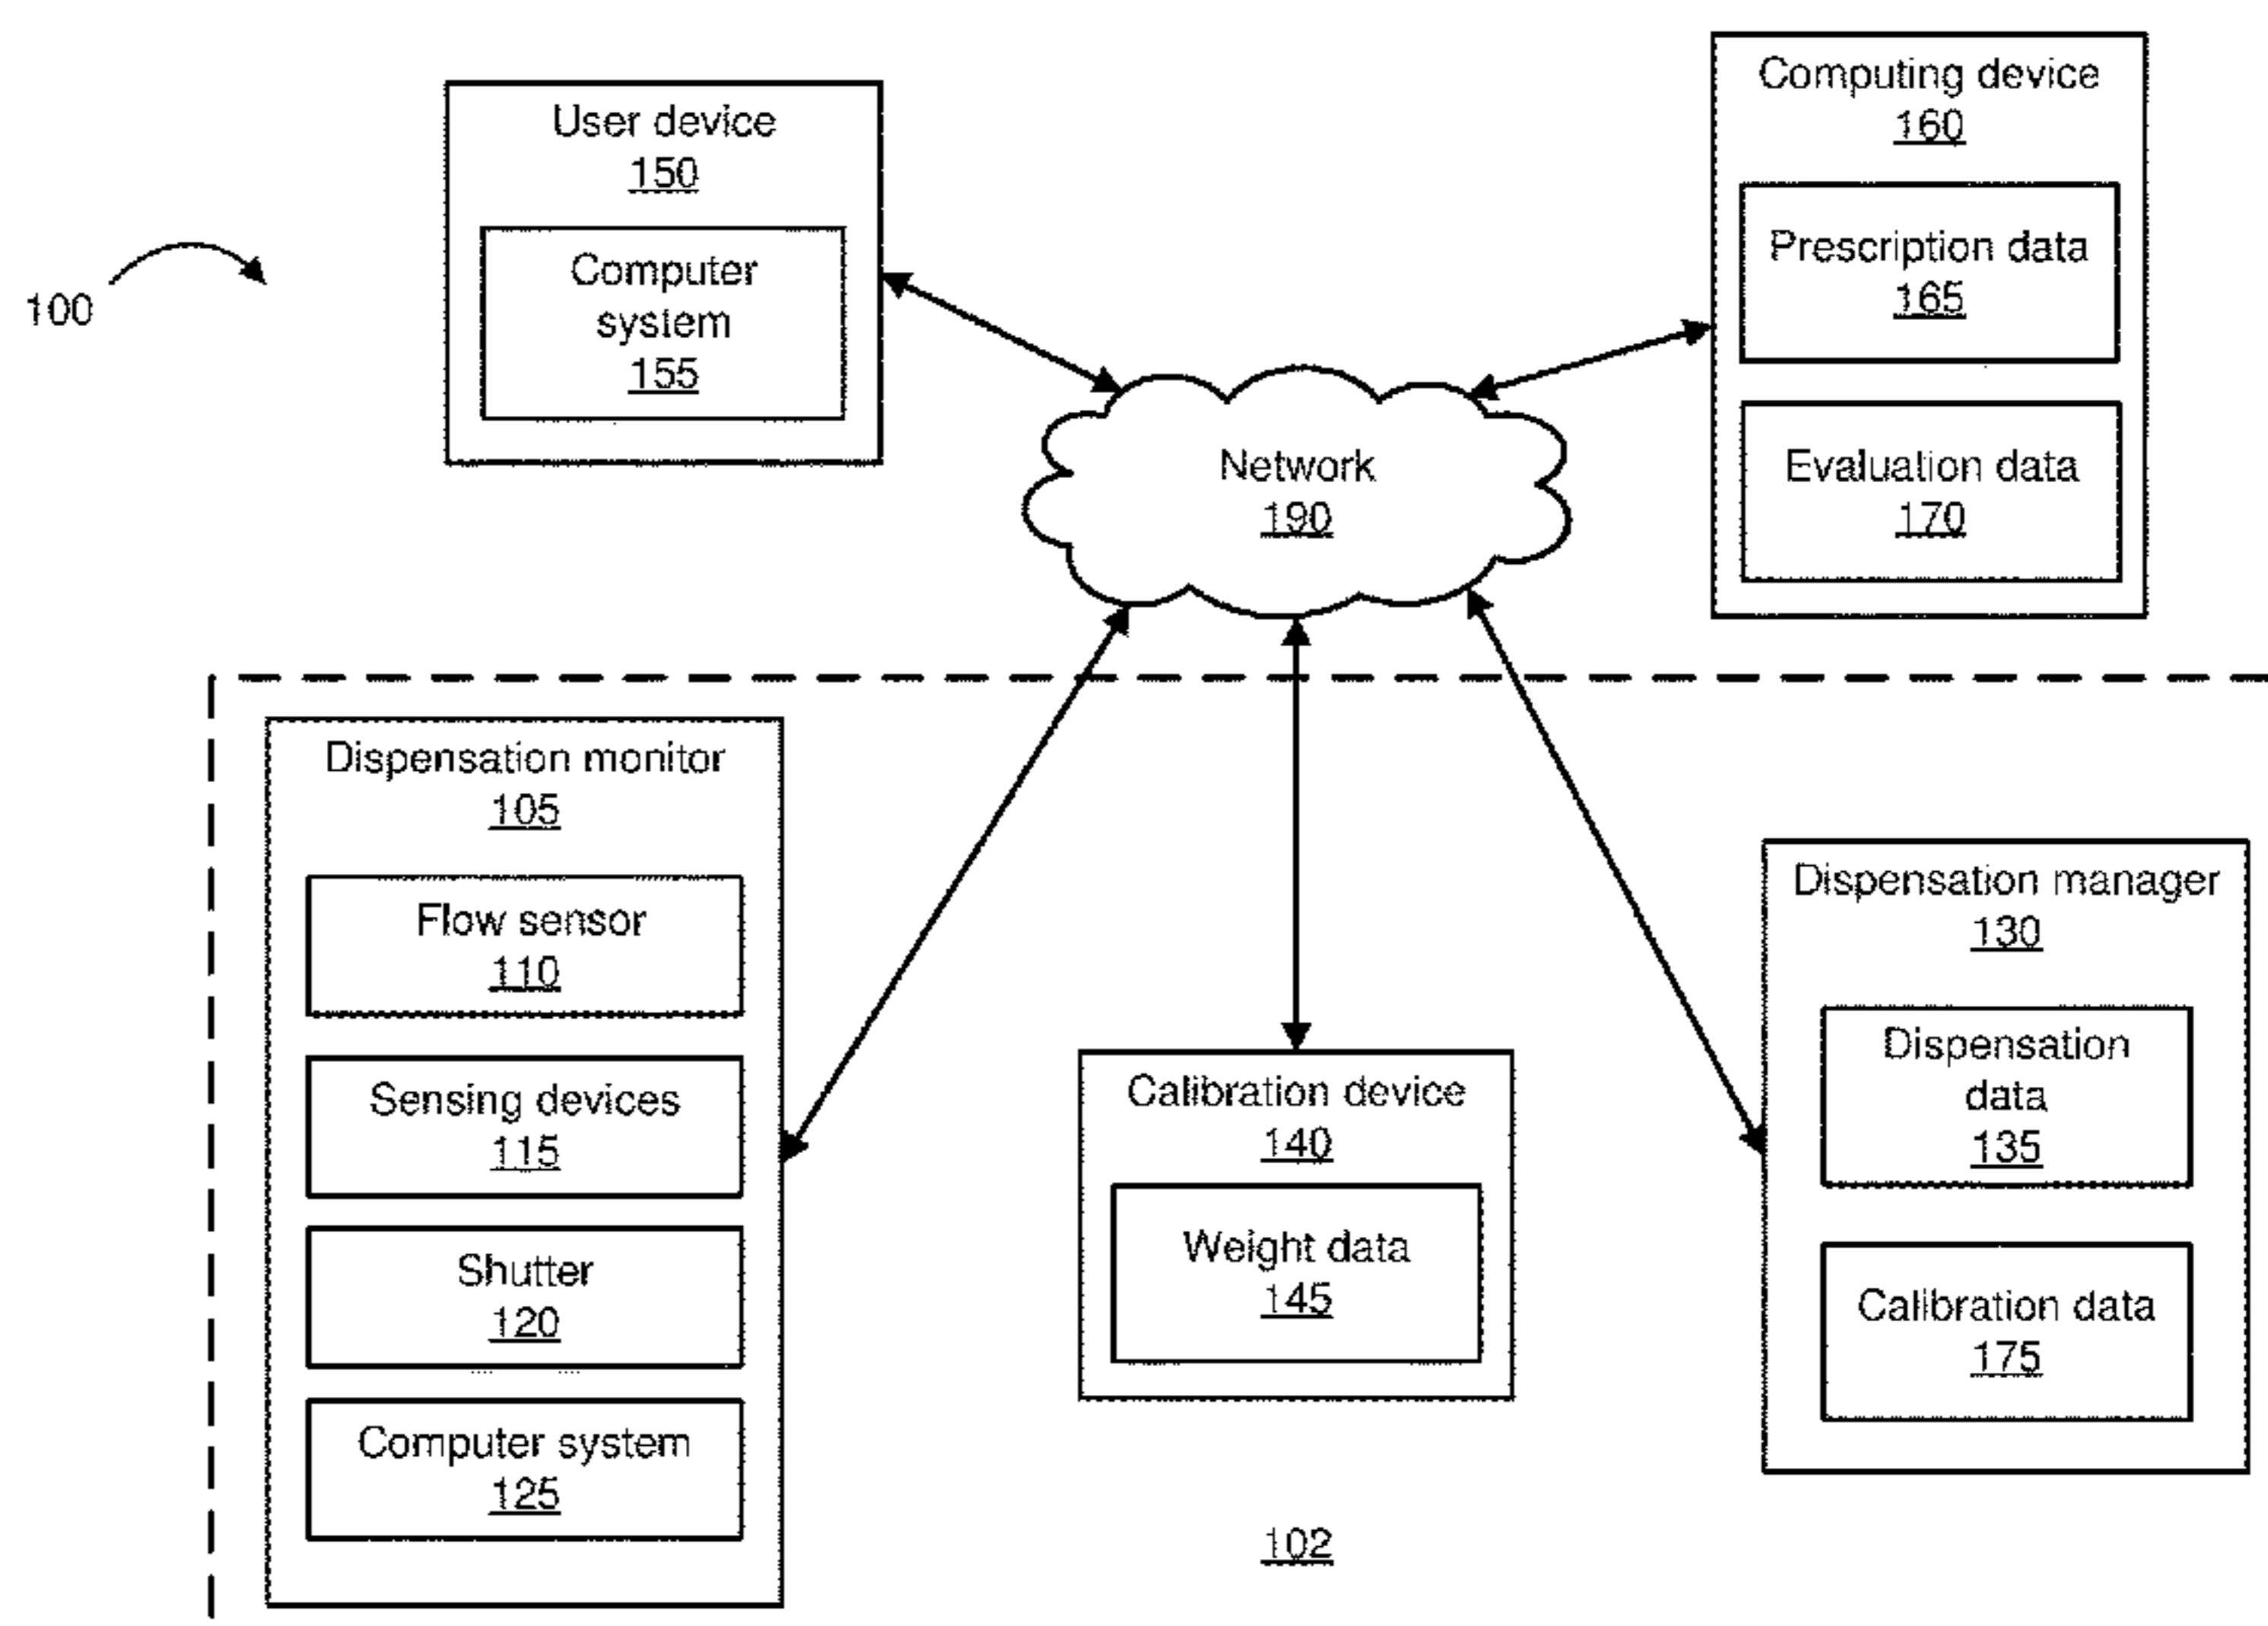 100
User device
150
Computer
system
155
Computing device
160
Prescription data
165
Evaluation data
170
Network
190
Dispensation monitor
105
Flow sensor
110
Sensing devices
115
Shutter
120
Computer system
125
Calibration device
140
Weight data
145
Dispensation manager
130
Dispensation
data
135
Calibration data
175
102